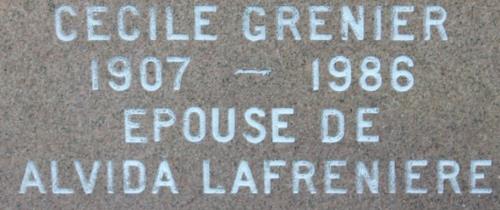 CECILE GRENIER
1907 — 1986
EPOUSE DE
ALVIDA LAFRENIERE